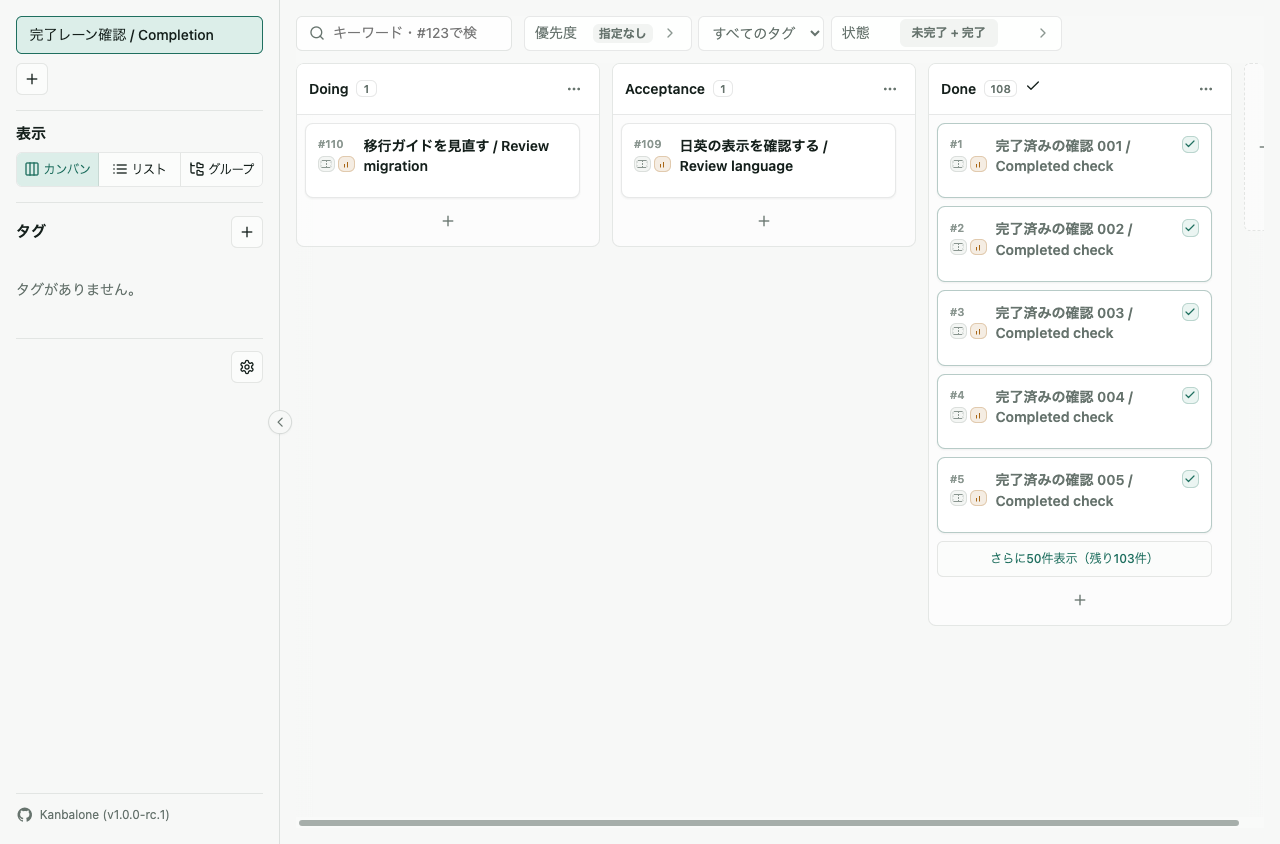 完了レーン確認 / Completion
表示
カンバン
リスト
グループ
タグ
タグがありません。
Kanbalone (v1.0.0-rc.1)
キーワード・#123で検
優先度 指定なし
すべてのタグ
状態 未完了 + 完了
Doing 1
#110 移行ガイドを見直す / Review
migration
Acceptance 1
#109 日英の表示を確認する /
Review language
Done 108
#1 完了済みの確認 001 /
Completed check
#2 完了済みの確認 002 /
Completed check
#3 完了済みの確認 003 /
Completed check
#4 完了済みの確認 004 /
Completed check
#5 完了済みの確認 005 /
Completed check
さらに50件表示（残り103件）